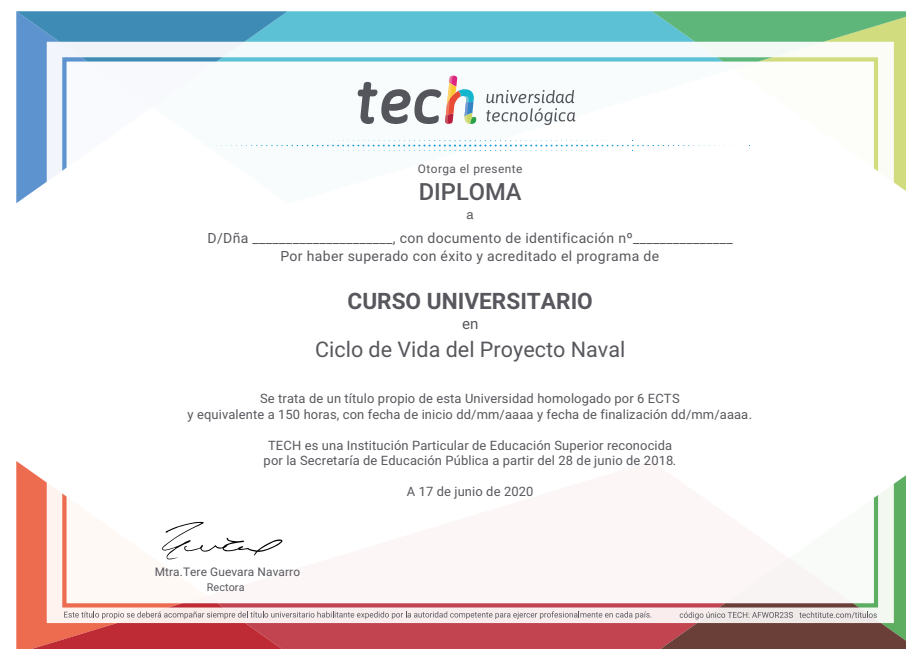 tech universidad
tecnológica
Otorga el presente
DIPLOMA
a
D/Dña ______________________, con documento de identificación nº________________
Por haber superado con éxito y acreditado el programa de
CURSO UNIVERSITARIO
en
Ciclo de Vida del Proyecto Naval
Se trata de un título propio de esta Universidad homologado por 6 ECTS
y equivalente a 150 horas, con fecha de inicio dd/mm/aaaa y fecha de finalización dd/mm/aaaa.
TECH es una Institución Particular de Educación Superior reconocida
por la Secretaría de Educación Pública a partir del 28 de junio de 2018.
A 17 de junio de 2020
Mtra.Tere Guevara Navarro
Rectora
Este título propio se deberá acompañar siempre del título universitario habilitante expedido por la autoridad competente para ejercer profesionalmente en cada país. código único TECH: AFWOR23S techtitute.com/titulos